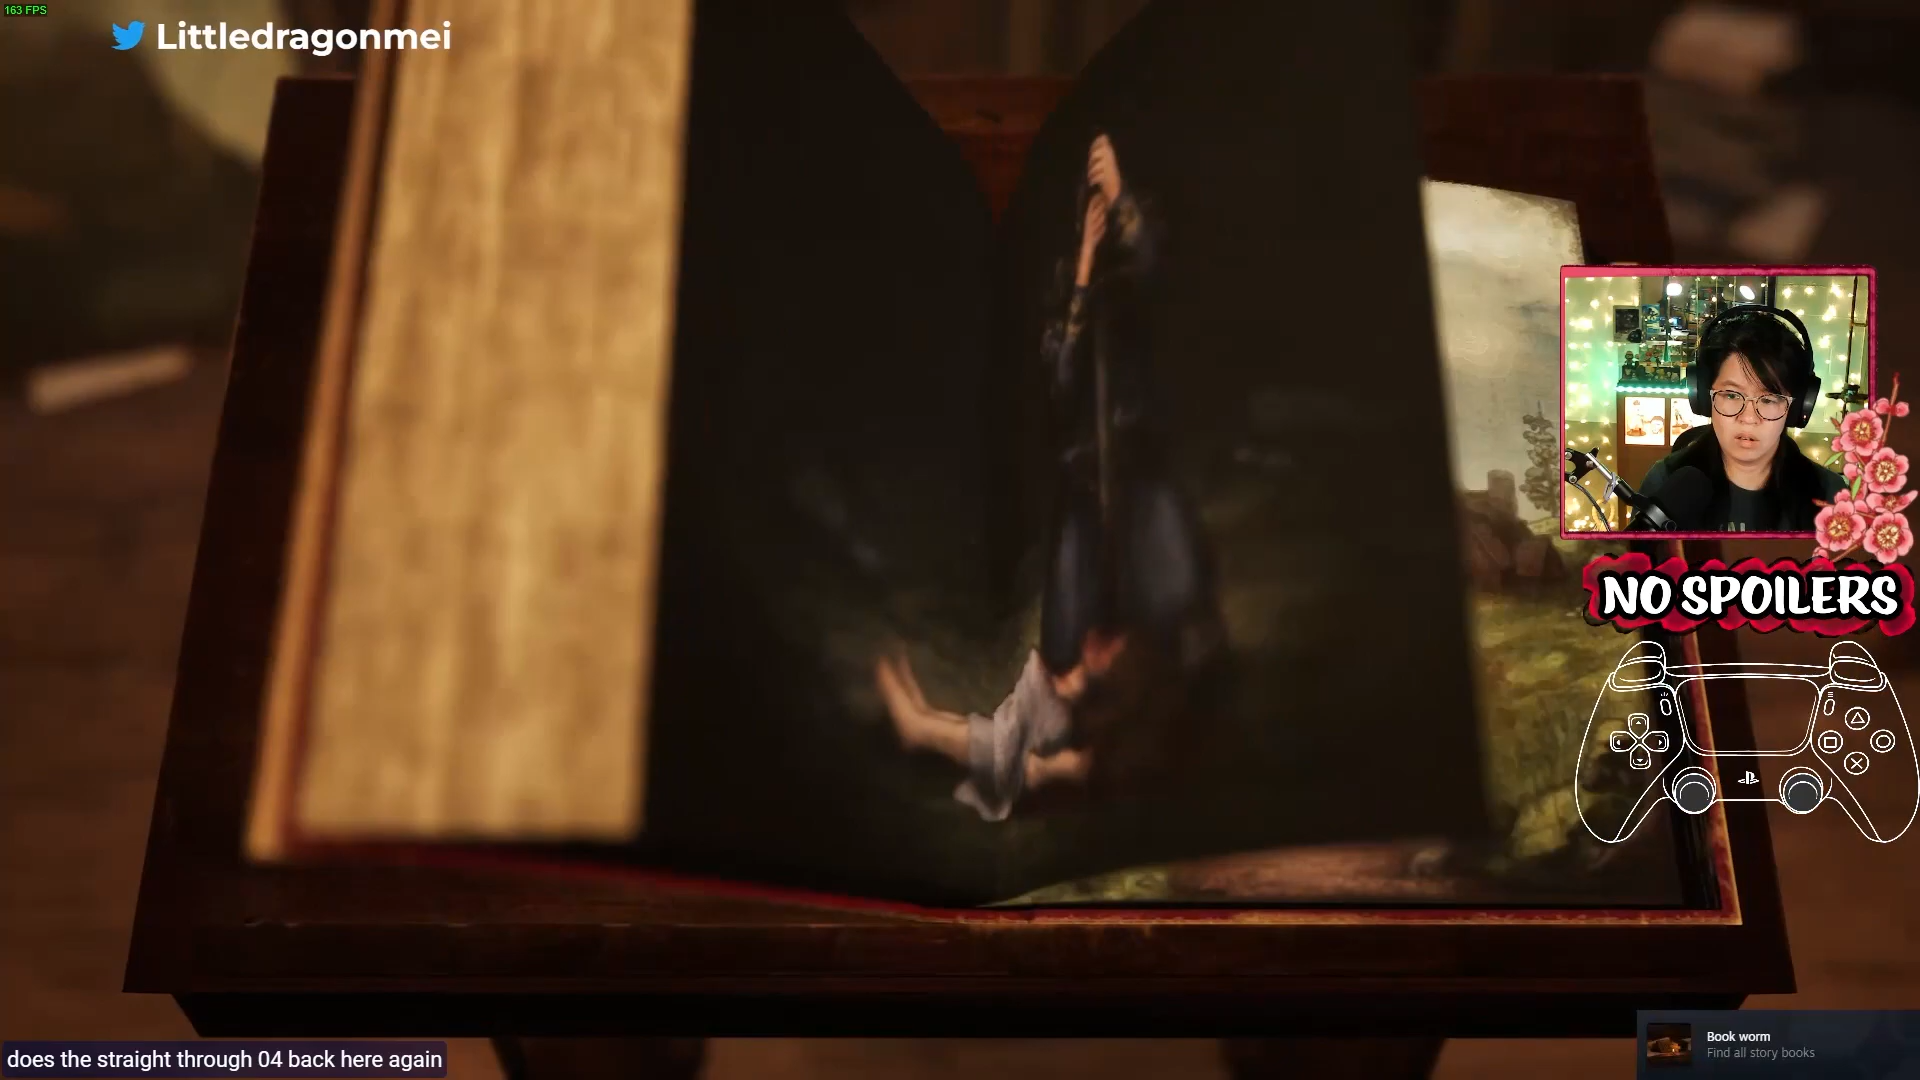 163 FPS
Littledragonmei
NO SPOILERS
Book worm
Find all story books
does the straight through 04 back here again